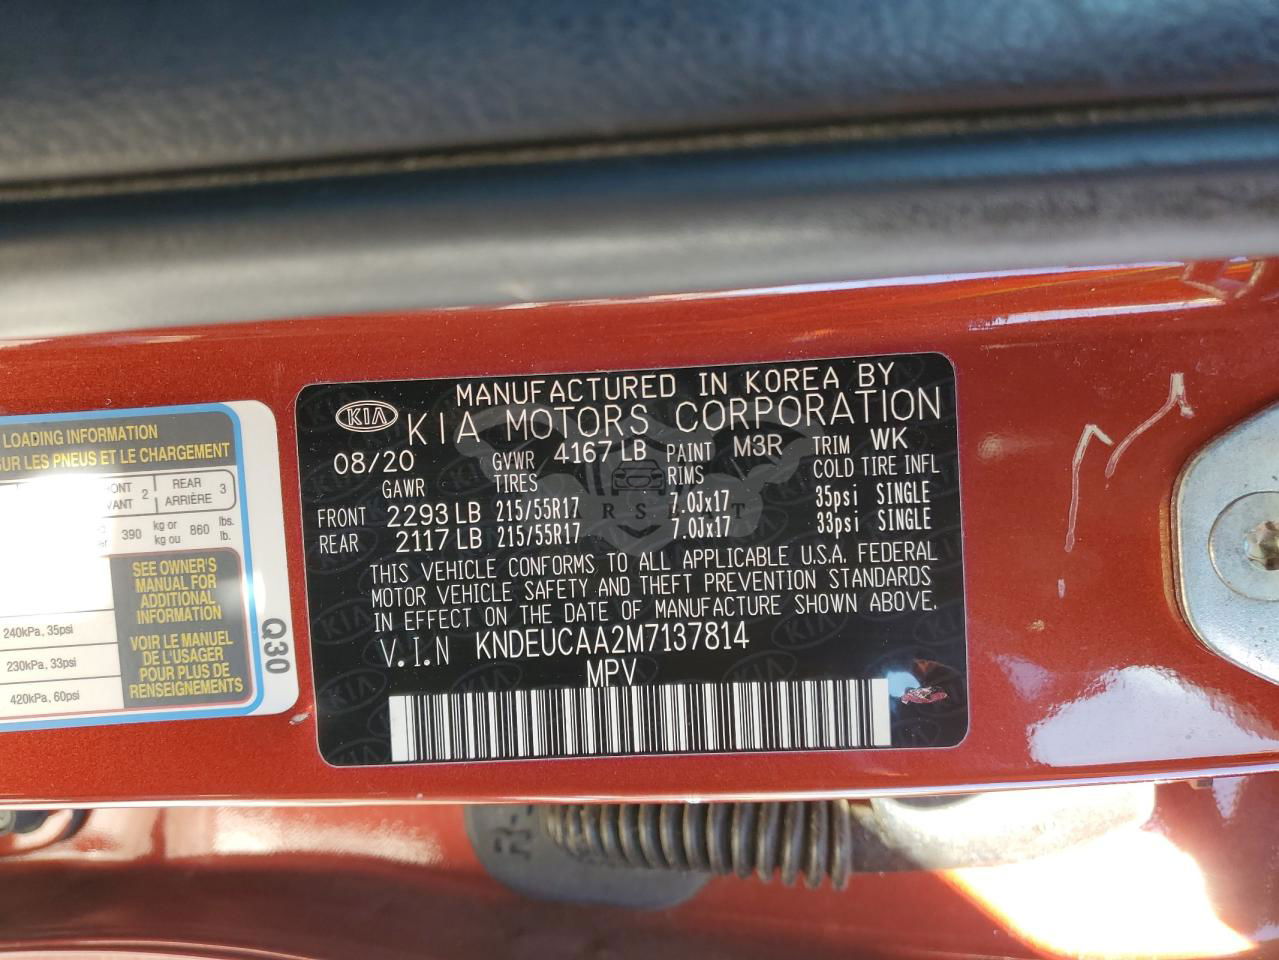 LOADING INFORMATION
SUR LES PNEUS ET LE CHARGEMENT
2
REAR
ARRIÈRE 3
390 kg or
kg ou 860 lbs.
lb.
SEE OWNER'S
MANUAL FOR
ADDITIONAL
INFORMATION
VOIR LE MANUEL
DE L'USAGER
POUR PLUS DE
RENSEIGNEMENTS
240kPa, 35psi
230kPa, 33psi
420kPa, 60psi
Q30
MANUFACTURED IN KOREA BY
KIA KIA MOTORS CORPORATION
08/20 GVWR 4167 LB PAINT M3R TRIM WK
GAWR TIRES RIMS COLD TIRE INFL
FRONT 2293 LB 215/55R17 7.0Jx17 35psi SINGLE
REAR 2117 LB 215/55R17 7.0Jx17 33psi SINGLE
THIS VEHICLE CONFORMS TO ALL APPLICABLE U.S.A. FEDERAL
MOTOR VEHICLE SAFETY AND THEFT PREVENTION STANDARDS
IN EFFECT ON THE DATE OF MANUFACTURE SHOWN ABOVE.
V.I.N KNDEUCAA2M7137814
MPV